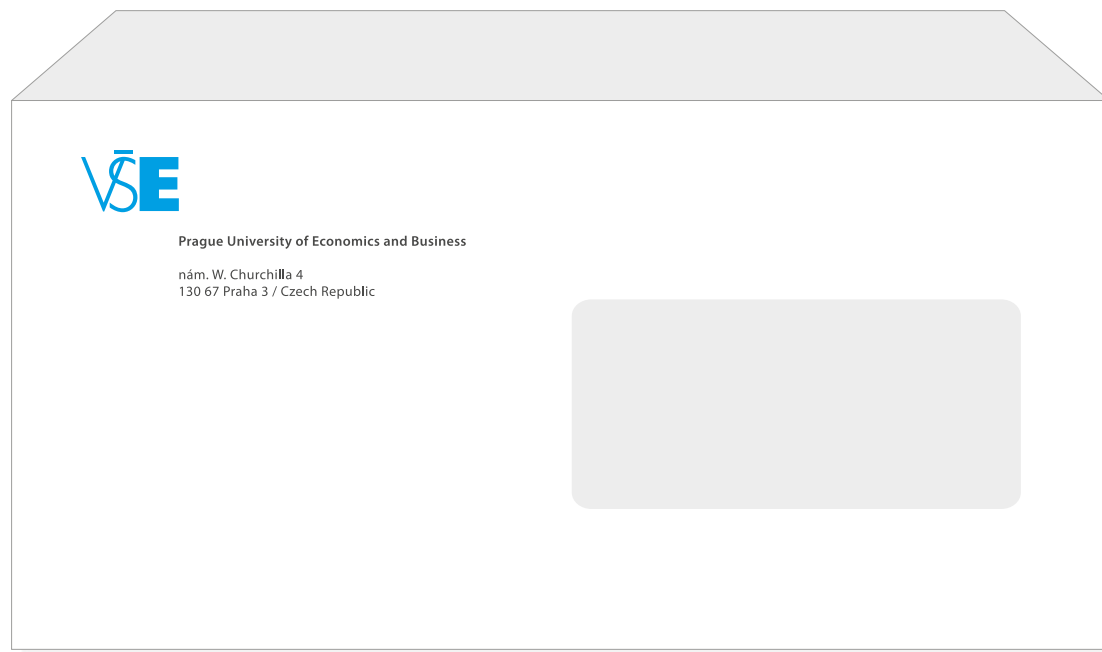 VŠE
Prague University of Economics and Business
nám. W. Churchilla 4
130 67 Praha 3 / Czech Republic